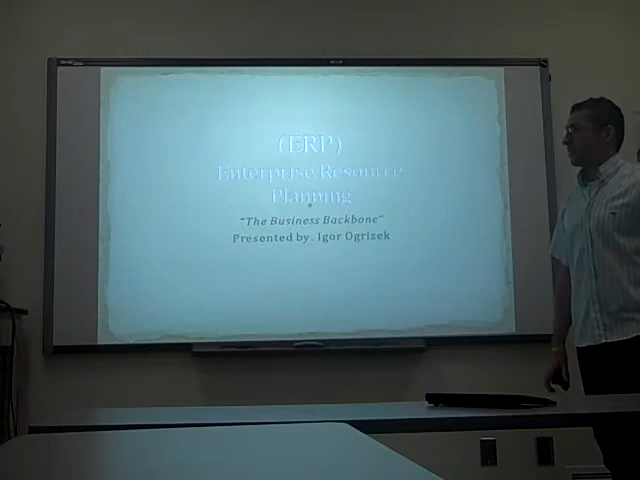 (ERP)
Enterprise Resource
Planning
"The Business Backbone"
Presented by: Igor Ogrizek